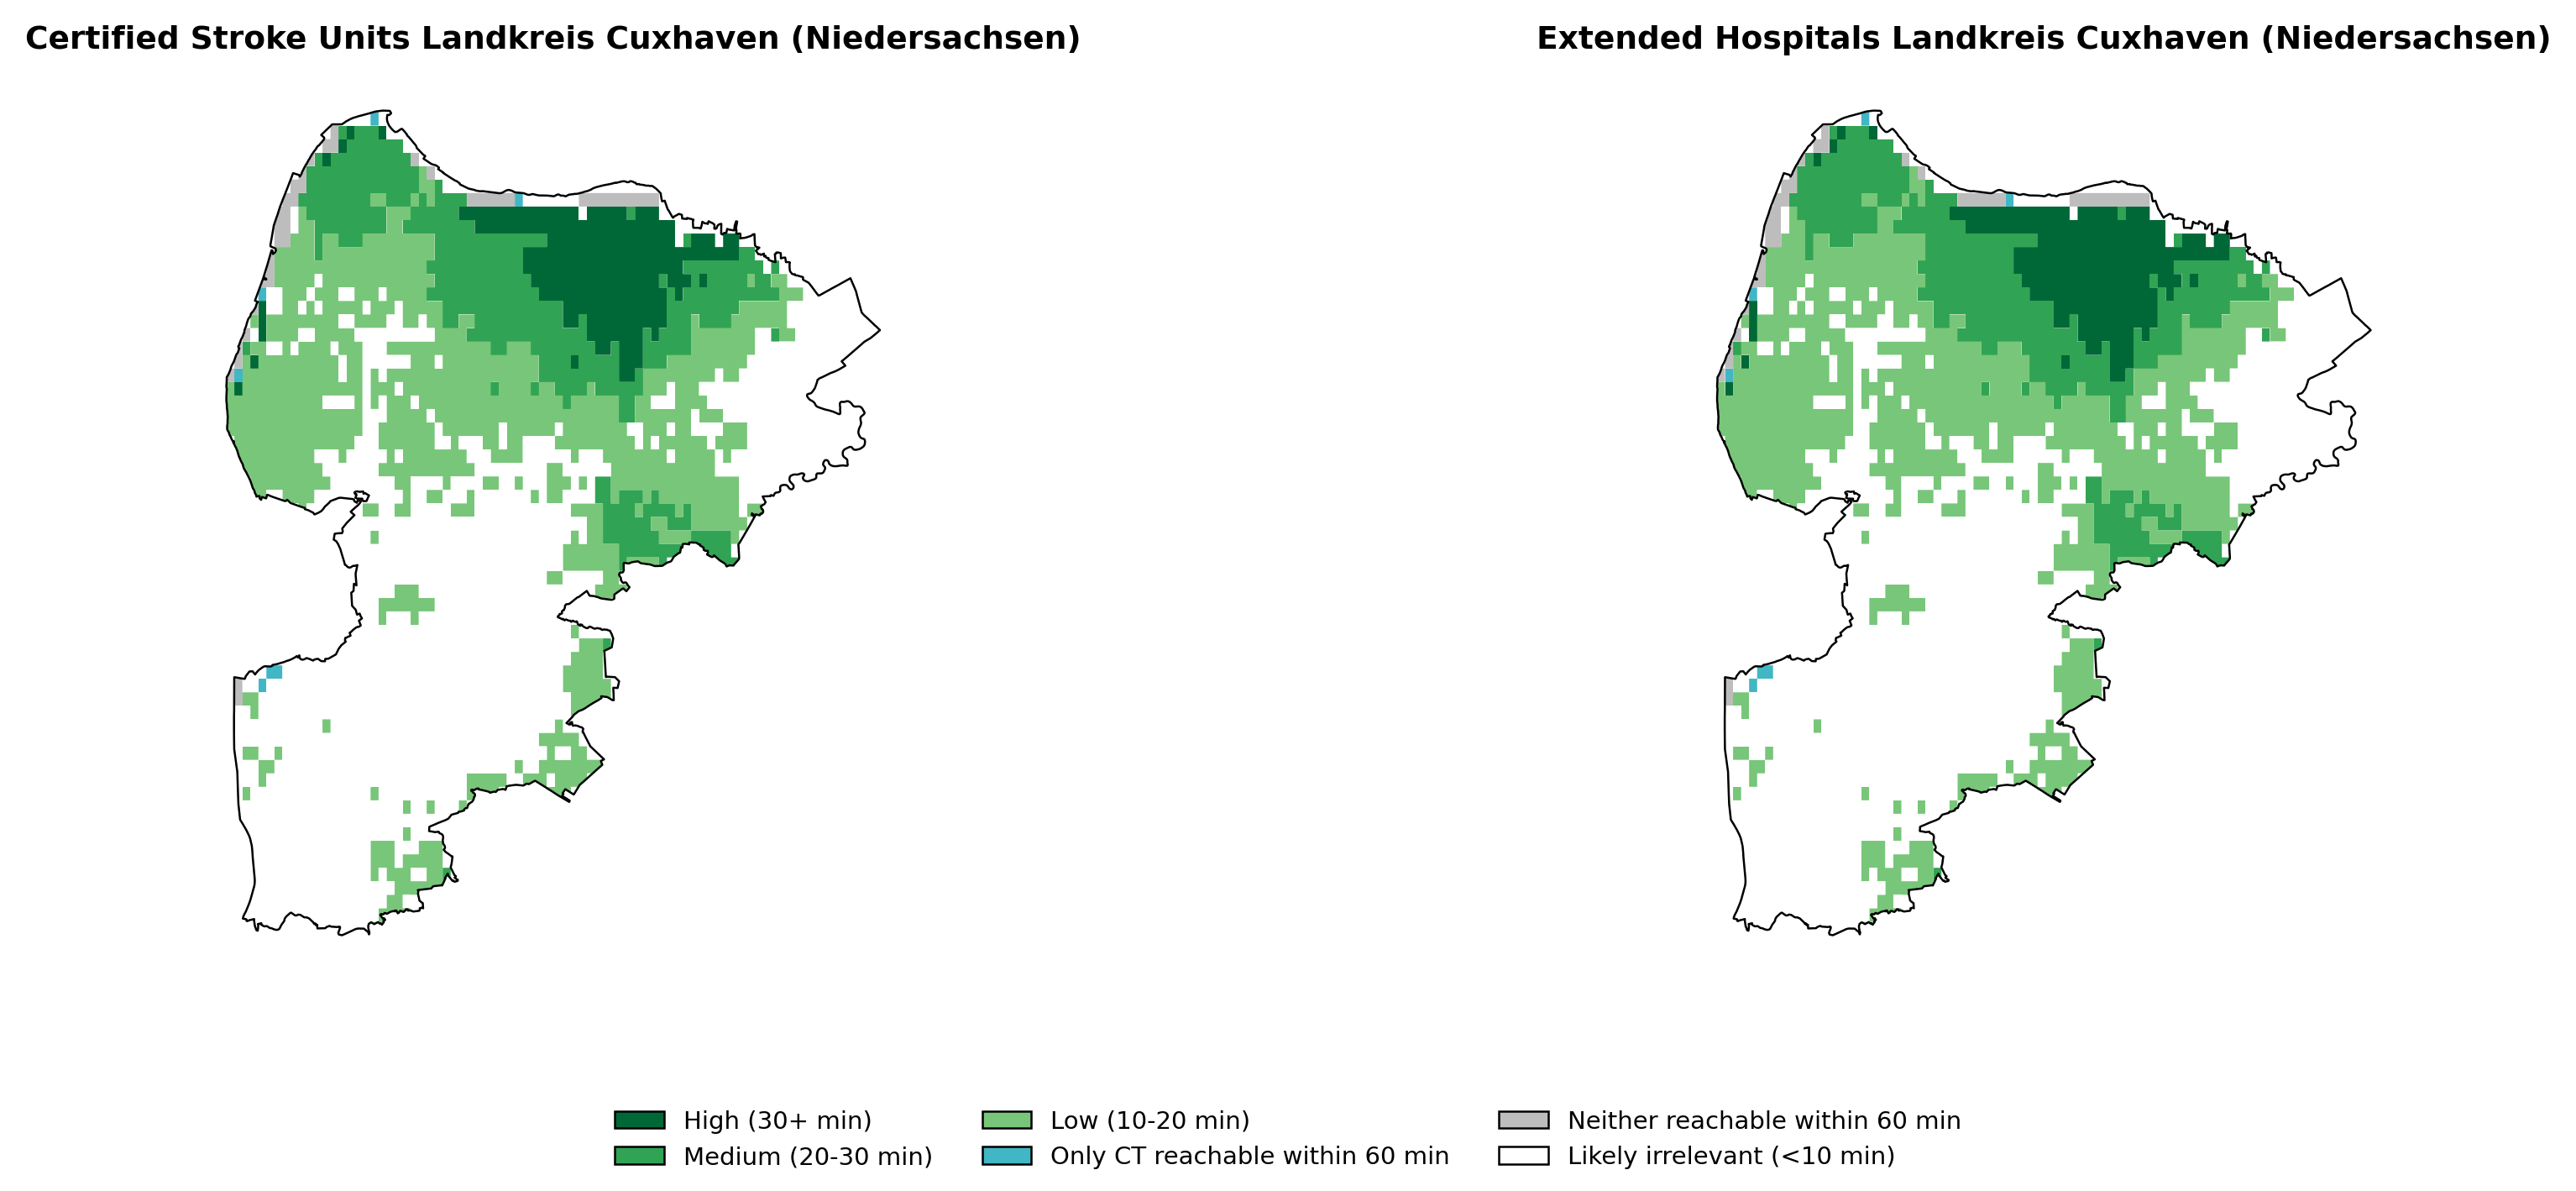 Certified Stroke Units Landkreis Cuxhaven (Niedersachsen)
Extended Hospitals Landkreis Cuxhaven (Niedersachsen)
High (30+ min)
Medium (20-30 min)
Low (10-20 min)
Only CT reachable within 60 min
Neither reachable within 60 min
Likely irrelevant (<10 min)